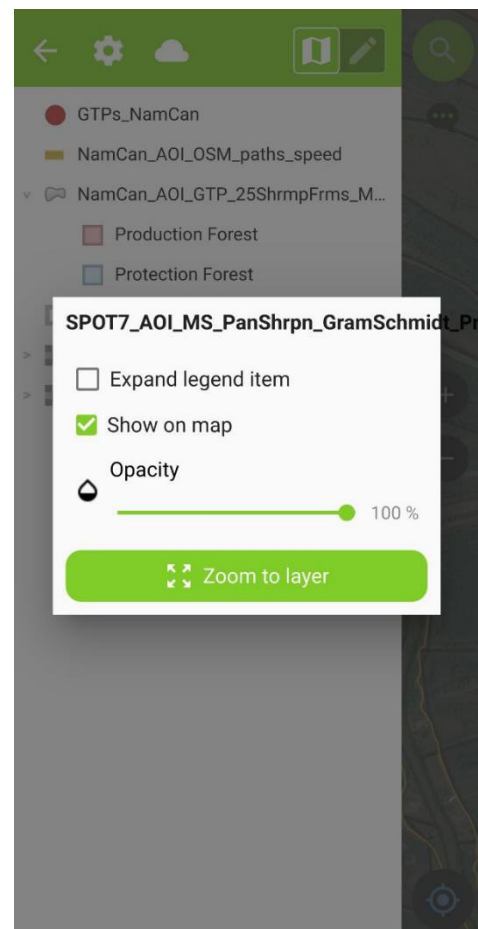 GTPs_NamCan
NamCan_AOI_OSM_paths_speed
NamCan_AOI_GTP_25ShrmpFrms_M...
Production Forest
Protection Forest
SPOT7_AOI_MS_PanShrpn_GramSchmidt_Pr
Expand legend item
Show on map
Opacity
100 %
Zoom to layer